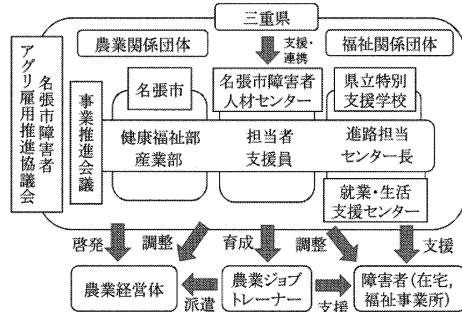 三重県
農業関係団体
支援・
連携
福祉関係団体
名張市障害者
アグリ雇用推進協議会
事業推進会議
名張市
名張市障害者
人材センター
県立特別
支援学校
健康福祉部
産業部
担当者
支援員
進路担当
センター長
就業・生活
支援センター
啓発
調整
育成
調整
支援
農業経営体
派遣
農業ジョブ
トレーナー
支援
障害者(在宅,
福祉事業所)